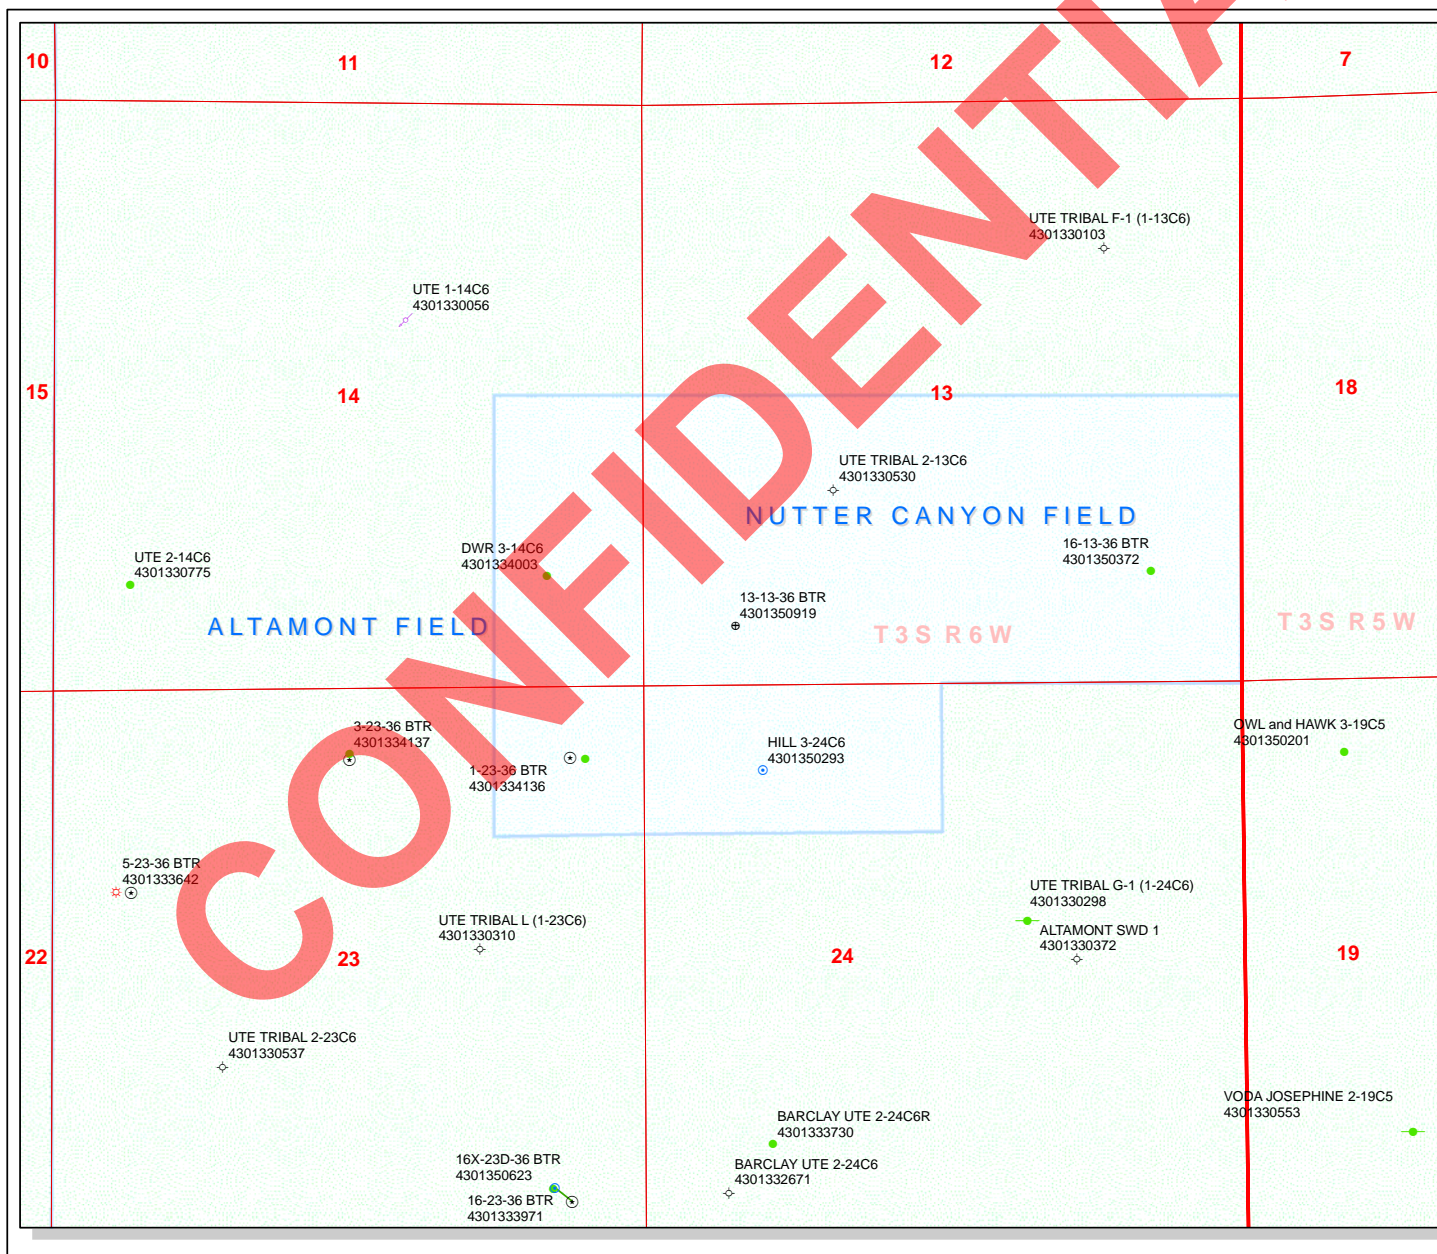 10
11
12
7
UTE TRIBAL F-1 (1-13C6)
4301330103
UTE 1-14C6
4301330056
15
14
13
18
UTE TRIBAL 2-13C6
4301330530
NUTTER CANYON FIELD
DWR 3-14C6
4301334003
16-13-36 BTR
4301350372
UTE 2-14C6
4301330775
13-13-36 BTR
4301350919
ALTAMONT FIELD
T3S R6W
T3S R5W
3-23-36 BTR
4301334137
OWL and HAWK 3-19C5
4301350201
HILL 3-24C6
4301350293
1-23-36 BTR
4301334136
5-23-36 BTR
4301333642
UTE TRIBAL G-1 (1-24C6)
4301330298
UTE TRIBAL L (1-23C6)
4301330310
ALTAMONT SWD 1
4301330372
22
23
24
19
UTE TRIBAL 2-23C6
4301330537
VODA JOSEPHINE 2-19C5
4301330553
BARCLAY UTE 2-24C6R
4301333730
16X-23D-36 BTR
4301350623
BARCLAY UTE 2-24C6
4301332671
16-23-36 BTR
4301333971
CONFIDENTIA